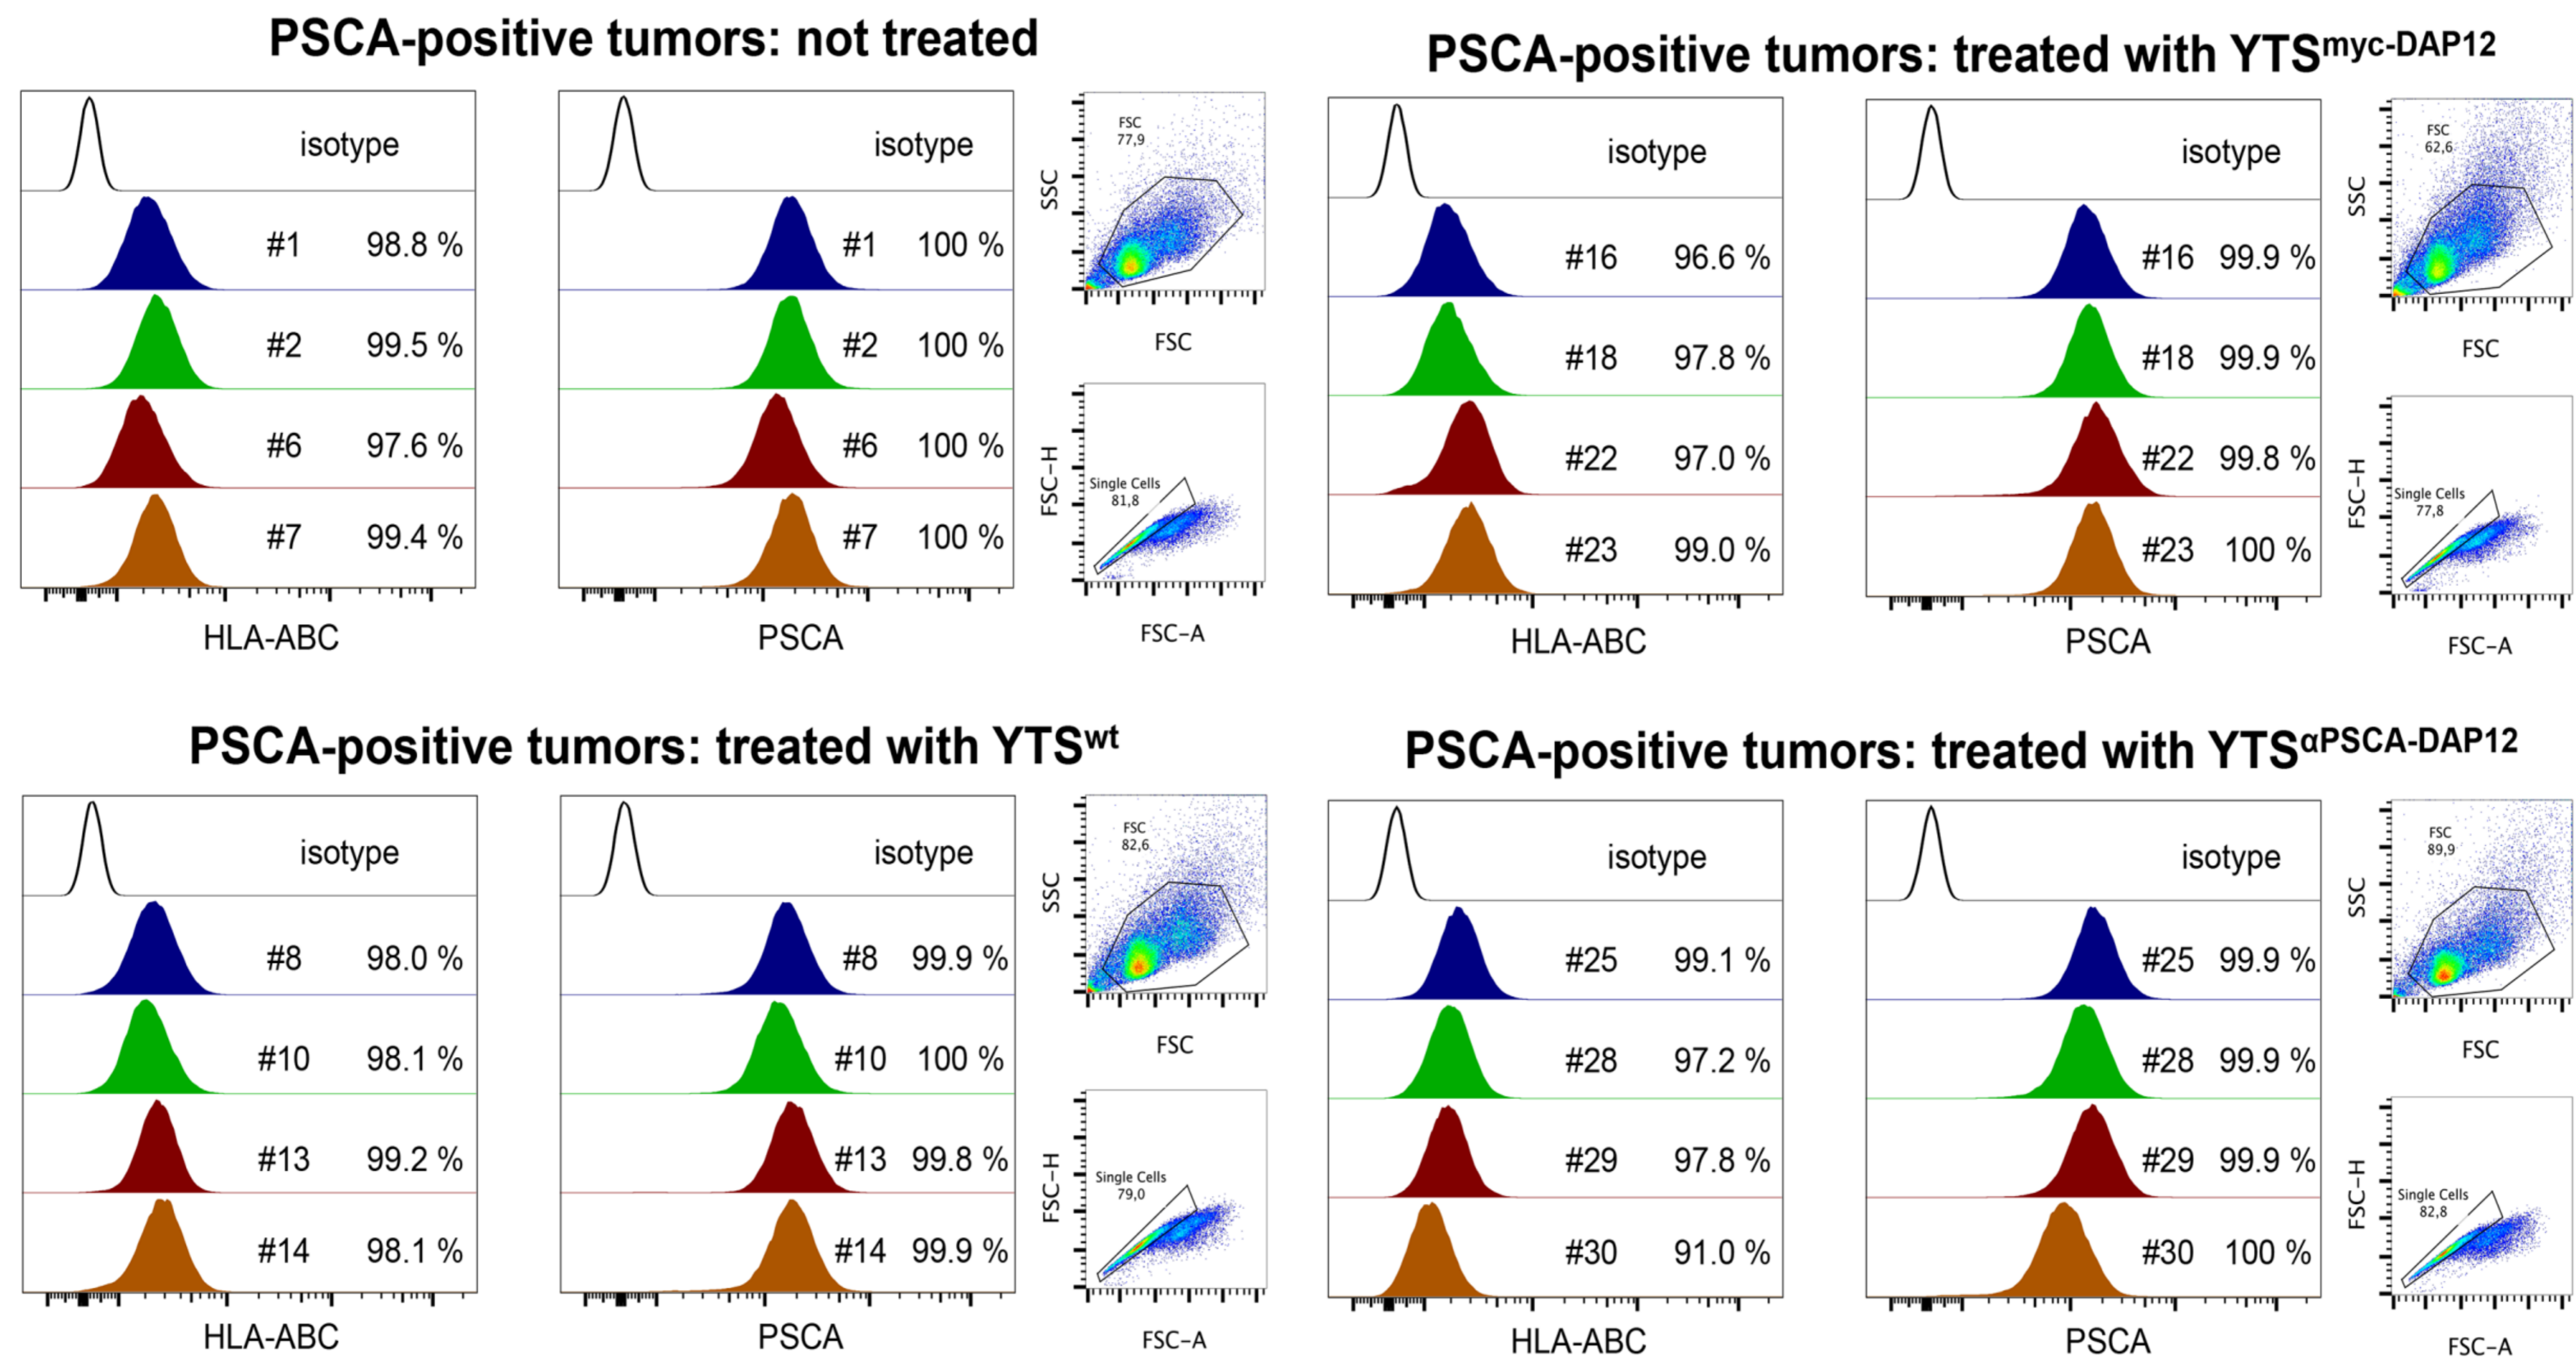 PSCA-positive tumors: not treated
isotype
#1 98.8 %
#2 99.5 %
#6 97.6 %
#7 99.4 %
HLA-ABC
isotype
#1 100 %
#2 100 %
#6 100 %
#7 100 %
PSCA
FSC
77,9
SSC
FSC
Single Cells
81,8
FSC-H
FSC-A
PSCA-positive tumors: treated with YTSmyc-DAP12
isotype
#16 96.6 %
#18 97.8 %
#22 97.0 %
#23 99.0 %
HLA-ABC
isotype
#16 99.9 %
#18 99.9 %
#22 99.8 %
#23 100 %
PSCA
FSC
62,6
SSC
FSC
Single Cells
77,8
FSC-H
FSC-A
PSCA-positive tumors: treated with YTSwt
isotype
#8 98.0 %
#10 98.1 %
#13 99.2 %
#14 98.1 %
HLA-ABC
isotype
#8 99.9 %
#10 100 %
#13 99.8 %
#14 99.9 %
PSCA
FSC
82,6
SSC
FSC
Single Cells
79,0
FSC-H
FSC-A
PSCA-positive tumors: treated with YTSαPSCA-DAP12
isotype
#25 99.1 %
#28 97.2 %
#29 97.8 %
#30 91.0 %
HLA-ABC
isotype
#25 99.9 %
#28 99.9 %
#29 99.9 %
#30 100 %
PSCA
FSC
89,9
SSC
FSC
Single Cells
82,8
FSC-H
FSC-A